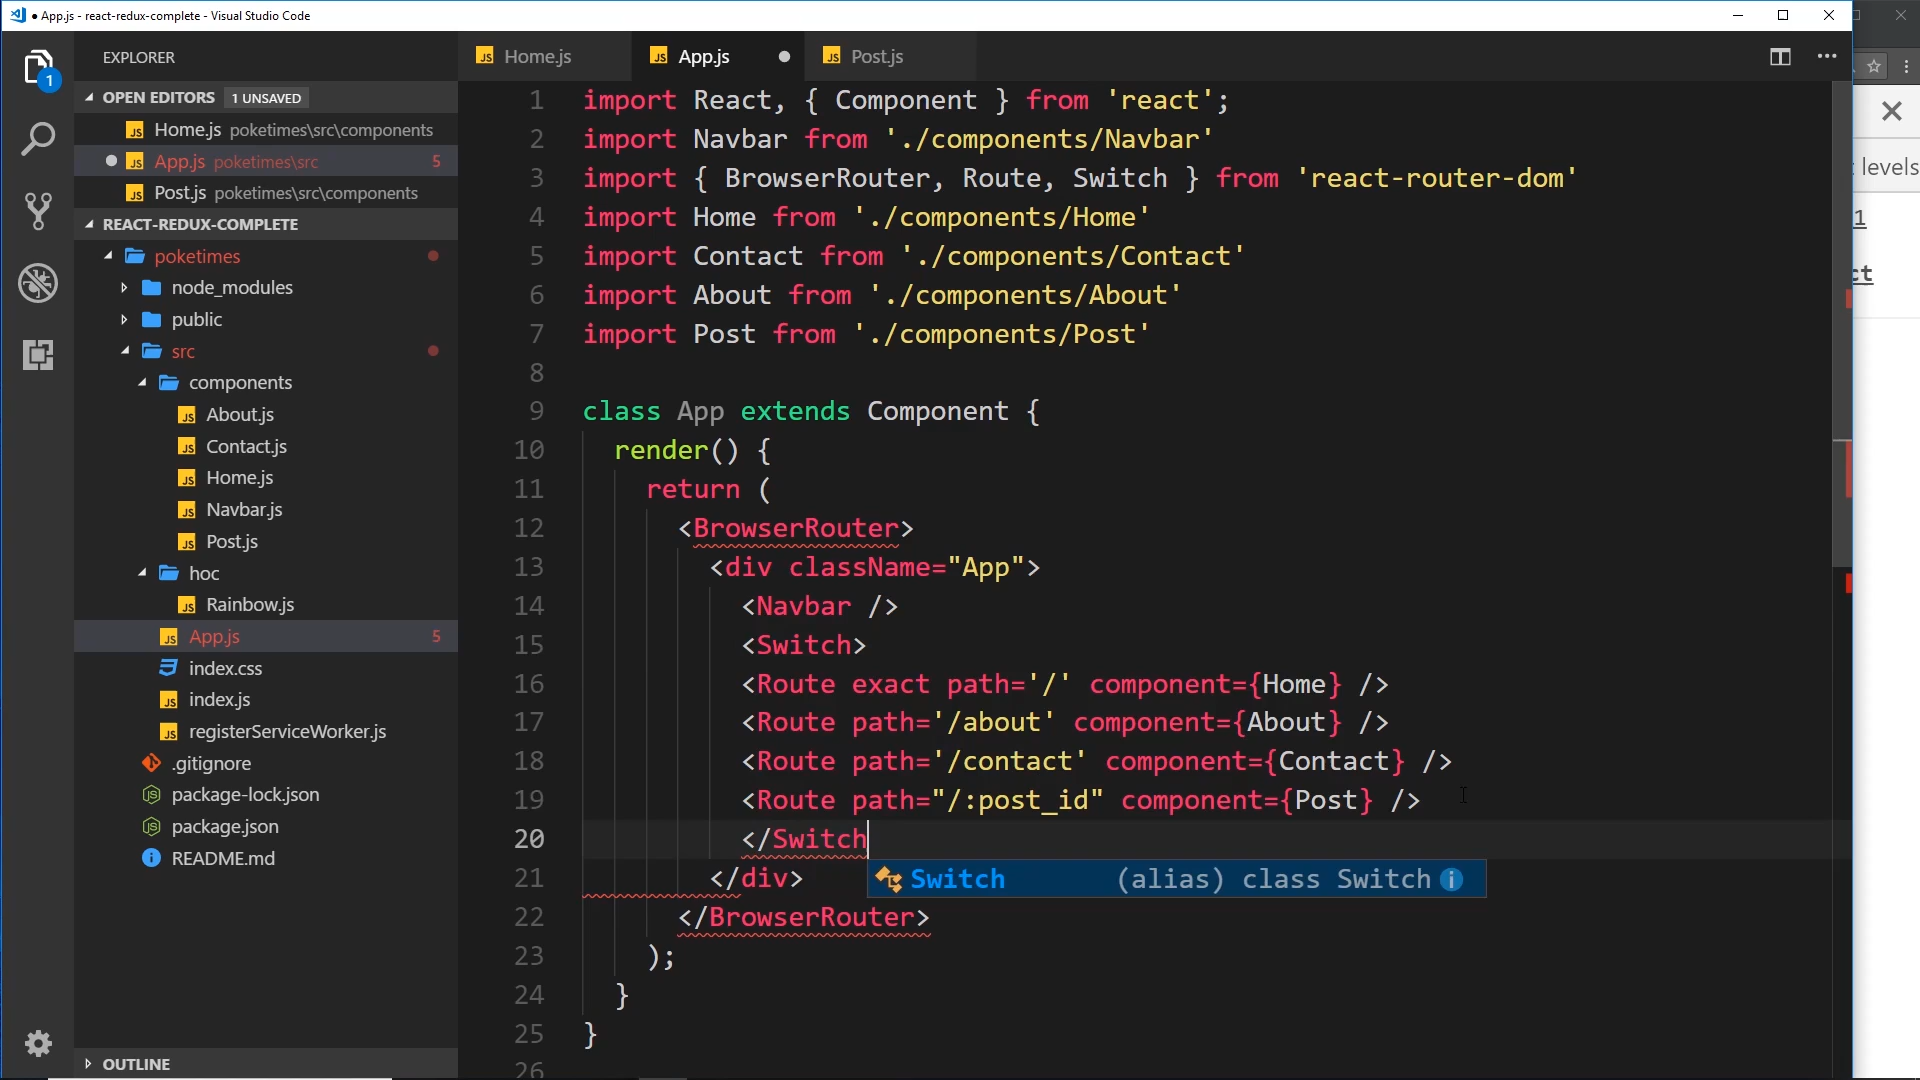 App.js - react-redux-complete - Visual Studio Code
EXPLORER
OPEN EDITORS 1 UNSAVED
Home.js poketimes\src\components
App.js poketimes\src 5
Post.js poketimes\src\components
REACT-REDUX-COMPLETE
poketimes
node_modules
public
src
components
About.js
Contact.js
Home.js
Navbar.js
Post.js
hoc
Rainbow.js
App.js 5
index.css
index.js
registerServiceWorker.js
.gitignore
package-lock.json
package.json
README.md
OUTLINE
1
Home.js App.js Post.js
1 import React, { Component } from 'react';
2 import Navbar from './components/Navbar'
3 import { BrowserRouter, Route, Switch } from 'react-router-dom'
4 import Home from './components/Home'
5 import Contact from './components/Contact'
6 import About from './components/About'
7 import Post from './components/Post'
8
9 class App extends Component {
10 render() {
11 return (
12 <BrowserRouter>
13 <div className="App">
14 <Navbar />
15 <Switch>
16 <Route exact path='/' component={Home} />
17 <Route path='/about' component={About} />
18 <Route path='/contact' component={Contact} />
19 <Route path="/:post_id" component={Post} />
20 </Switch
21 </div>
Switch (alias) class Switch
22 </BrowserRouter>
23 );
24 }
25 }
26
levels
1
ct